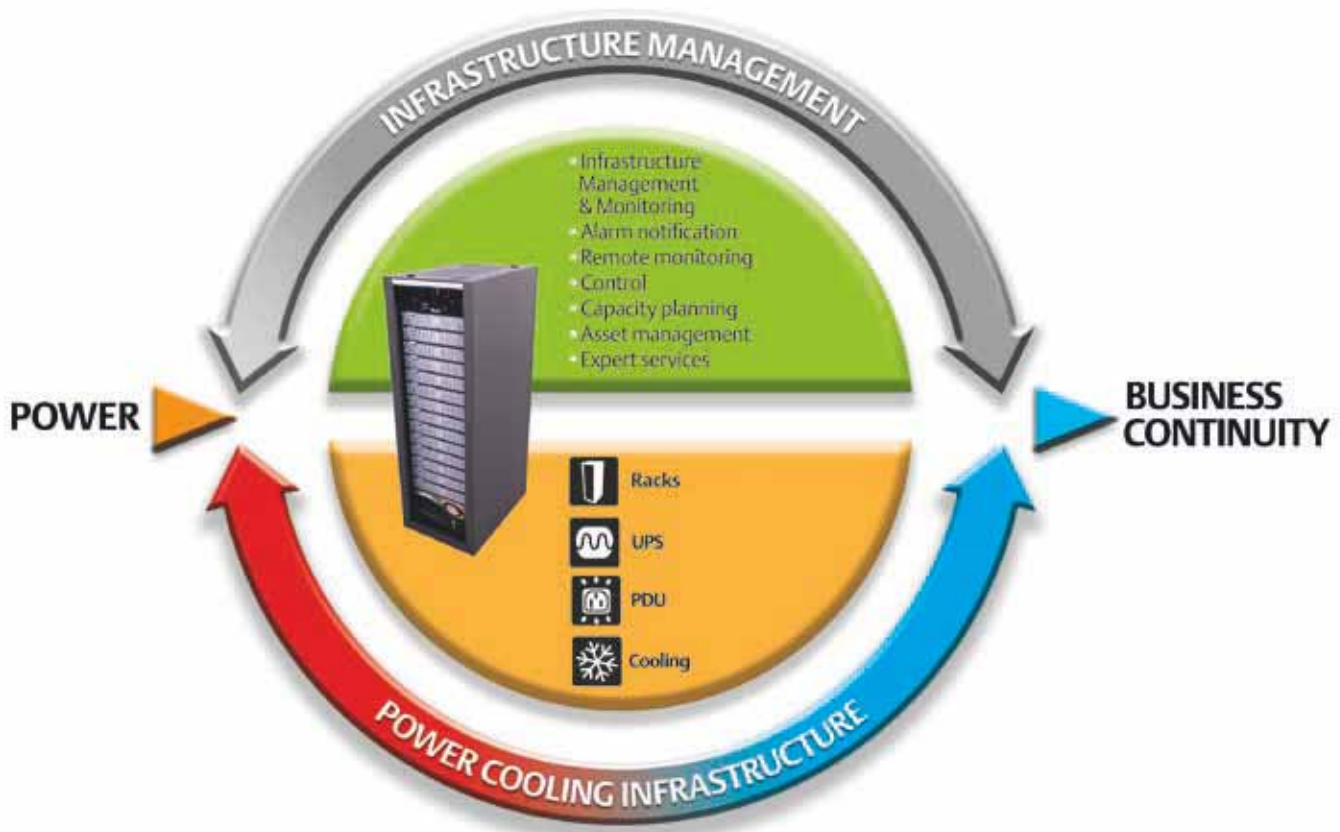 INFRASTRUCTURE MANAGEMENT
• Infrastructure
Management
& Monitoring
• Alarm notification
• Remote monitoring
• Control
• Capacity planning
• Asset management
• Expert services
POWER
BUSINESS
CONTINUITY
Racks
UPS
PDU
Cooling
POWER COOLING INFRASTRUCTURE